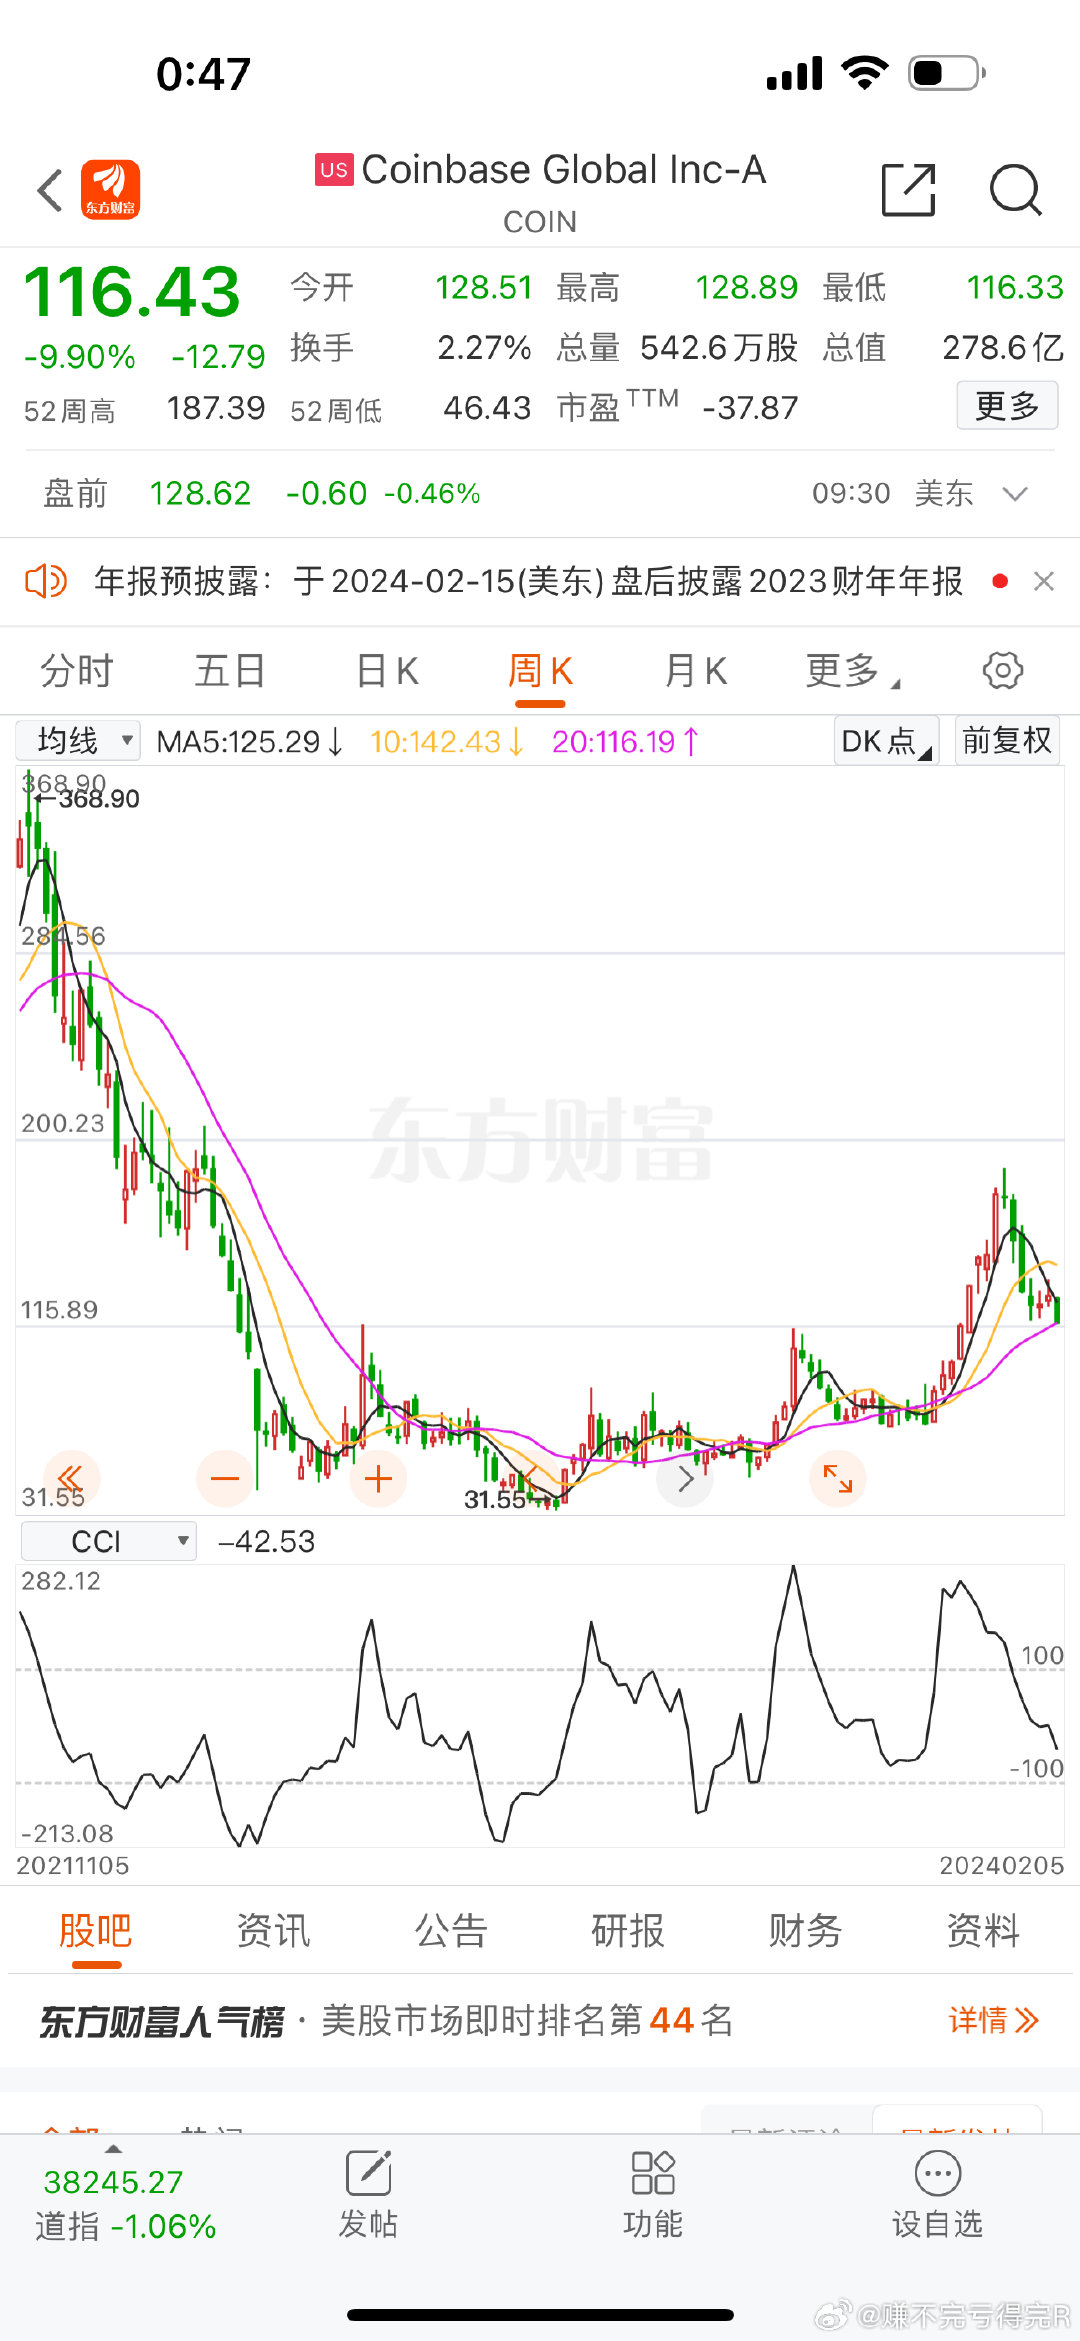 0:47
东方财富
US Coinbase Global Inc-A
COIN
116.43 今开 128.51 最高 128.89 最低 116.33
-9.90% -12.79 换手 2.27% 总量 542.6万股 总值 278.6亿
52周高 187.39 52周低 46.43 市盈TTM -37.87 更多
盘前 128.62 -0.60 -0.46% 09:30 美东
年报预披露：于2024-02-15(美东)盘后披露2023财年年报
分时 五日 日K 周K 月K 更多
均线 MA5:125.29↓ 10:142.43↓ 20:116.19↑ DK点 前复权
368.90
←368.90
284.56
东方财富
200.23
115.89
31.55
31.55→
CCI -42.53
282.12
100
-100
-213.08
20211105 20240205
股吧 资讯 公告 研报 财务 资料
东方财富人气榜 · 美股市场即时排名第44名 详情
38245.27
道指 -1.06% 发帖 功能 设自选
@赚不完亏得完R